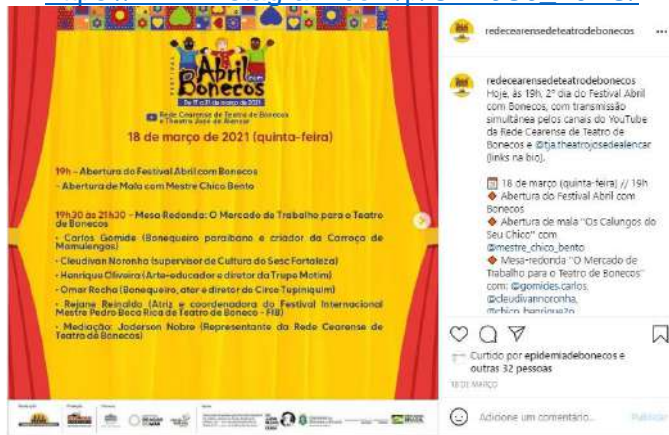 FESTIVAL
Abril
com
Bonecos
De 17 a 21 de março de 2021
Rede Cearense de Teatro de Bonecos
e Theatro José de Alencar
18 de março de 2021 (quinta-feira)
19h - Abertura do Festival Abril com Bonecos
- Abertura de Mala com Mestre Chico Bento
19h30 às 21h30 - Mesa Redonda: O Mercado de Trabalho para o Teatro
de Bonecos
- Carlos Gomide (Bonequeiro paraibano e criador da Carroça de
Mamulengos)
- Cleudivan Noronha (supervisor de Cultura do Sesc Fortaleza)
- Henrique Oliveira (Arte-educador e diretor da Trupe Motim)
- Omar Rocha (Bonequeiro, ator e diretor do Circo Tupiniquim)
- Rejane Reinaldo (Atriz e coordenadora do Festival Internacional
Mestre Pedro Boca Rica de Teatro de Boneco - FIB)
- Mediação: Joderson Nobre (Representante da Rede Cearense de
Teatro de Bonecos)
redecearensedeteatrodebonecos
redecearensedeteatrodebonecos
Hoje, às 19h, 2º dia do Festival Abril
com Bonecos, com transmissão
simultânea pelos canais do YouTube
da Rede Cearense de Teatro de
Bonecos e @tja.theatrojosedealencar
(links na bio).
18 de março (quinta-feira) // 19h
Abertura do Festival Abril com
Bonecos
Abertura de mala "Os Calungos do
Seu Chico" com
@mestre_chico_bento
Mesa-redonda "O Mercado de
Trabalho para o Teatro de Bonecos"
com: @gomides.carlos,
@cleudivannoronha,
Curtido por epidemiadebonecos e
outras 32 pessoas
18 DE MARÇO
Adicione um comentário...
Publicar